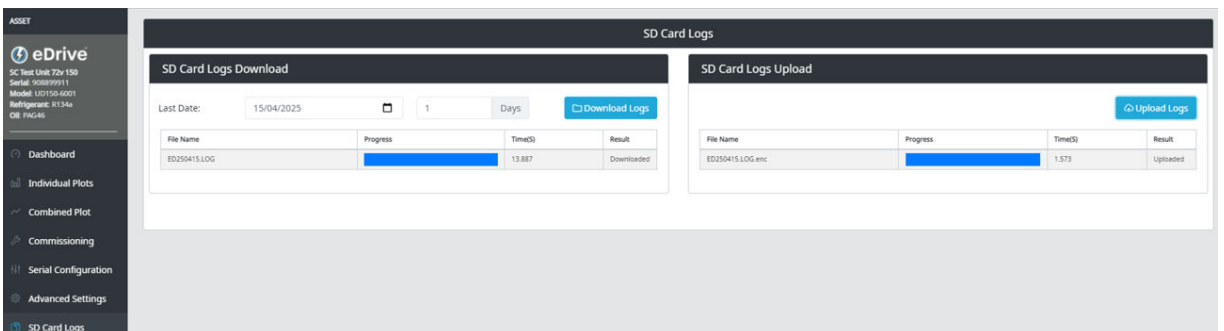 ASSET
eDrive
SC Test Unit 72v 150
Serial: 908899911
Model: UD150-6001
Refrigerant: R134a
Oil: PAG46
Dashboard
Individual Plots
Combined Plot
Commissioning
Serial Configuration
Advanced Settings
SD Card Logs
SD Card Logs
SD Card Logs Download
Last Date: 15/04/2025 1 Days Download Logs
File Name Progress Time(S) Result
ED250415.LOG 13.887 Downloaded
SD Card Logs Upload
Upload Logs
File Name Progress Time(S) Result
ED250415.LOG.enc 1.573 Uploaded